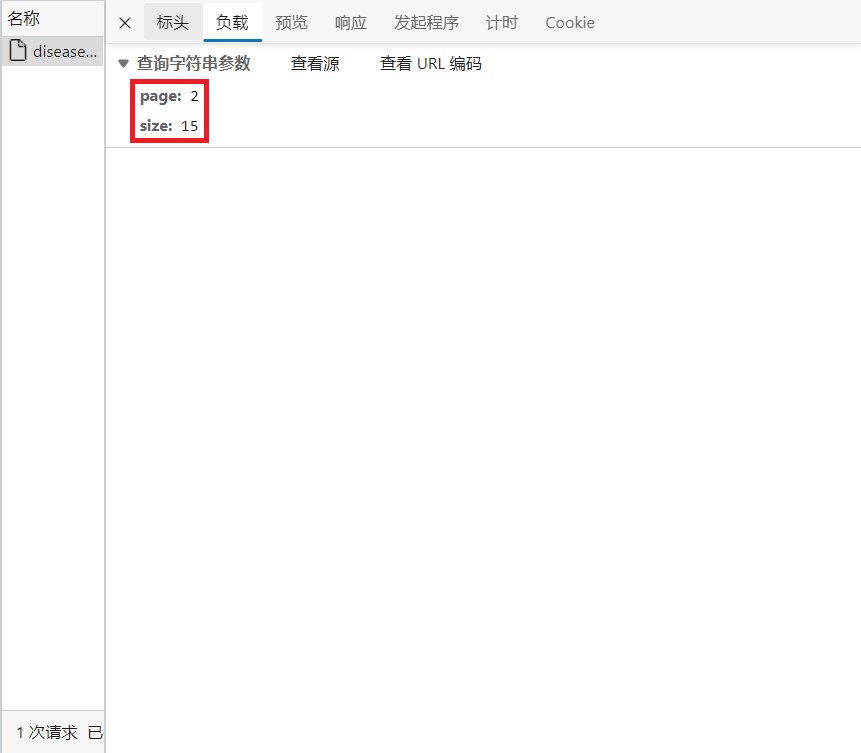 名称
标头 负载 预览 响应 发起程序 计时 Cookie
disease...
查询字符串参数 查看源 查看 URL 编码
page: 2
size: 15
1 次请求 已